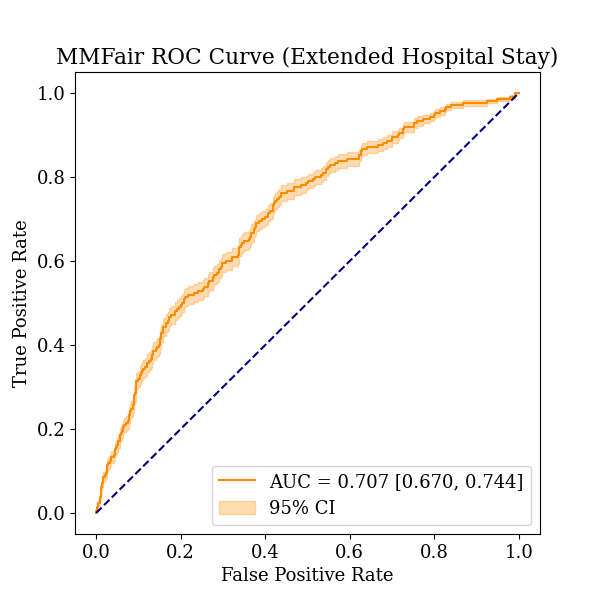 MMFair ROC Curve (Extended Hospital Stay)
True Positive Rate
1.0
0.8
0.6
0.4
0.2
0.0
AUC = 0.707 [0.670, 0.744]
95% CI
0.0 0.2 0.4 0.6 0.8 1.0
False Positive Rate